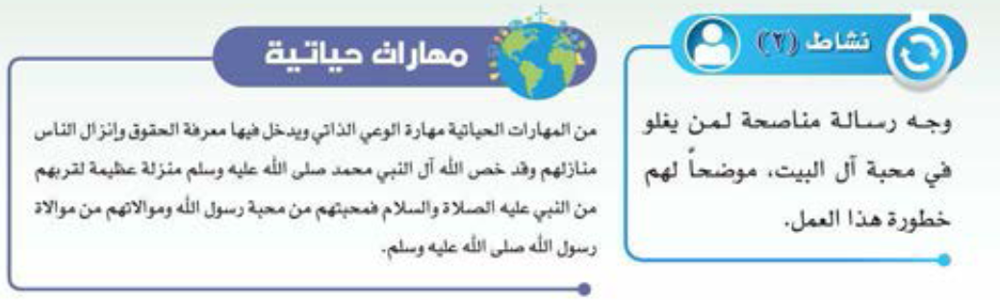 نشاط (٢)
وجه رسالة مناصحة لمن يغلو
في محبة آل البيت، موضحاً لهم
خطورة هذا العمل.
مهارات حياتية
من المهارات الحياتية مهارة الوعي الذاتي ويدخل فيها معرفة الحقوق وإنزال الناس
منازلهم وقد خص الله آل النبي محمد صلى الله عليه وسلم منزلة عظيمة لقربهم
من النبي عليه الصلاة والسلام فمحبتهم من محبة رسول الله وموالاتهم من موالاة
رسول الله صلى الله عليه وسلم.